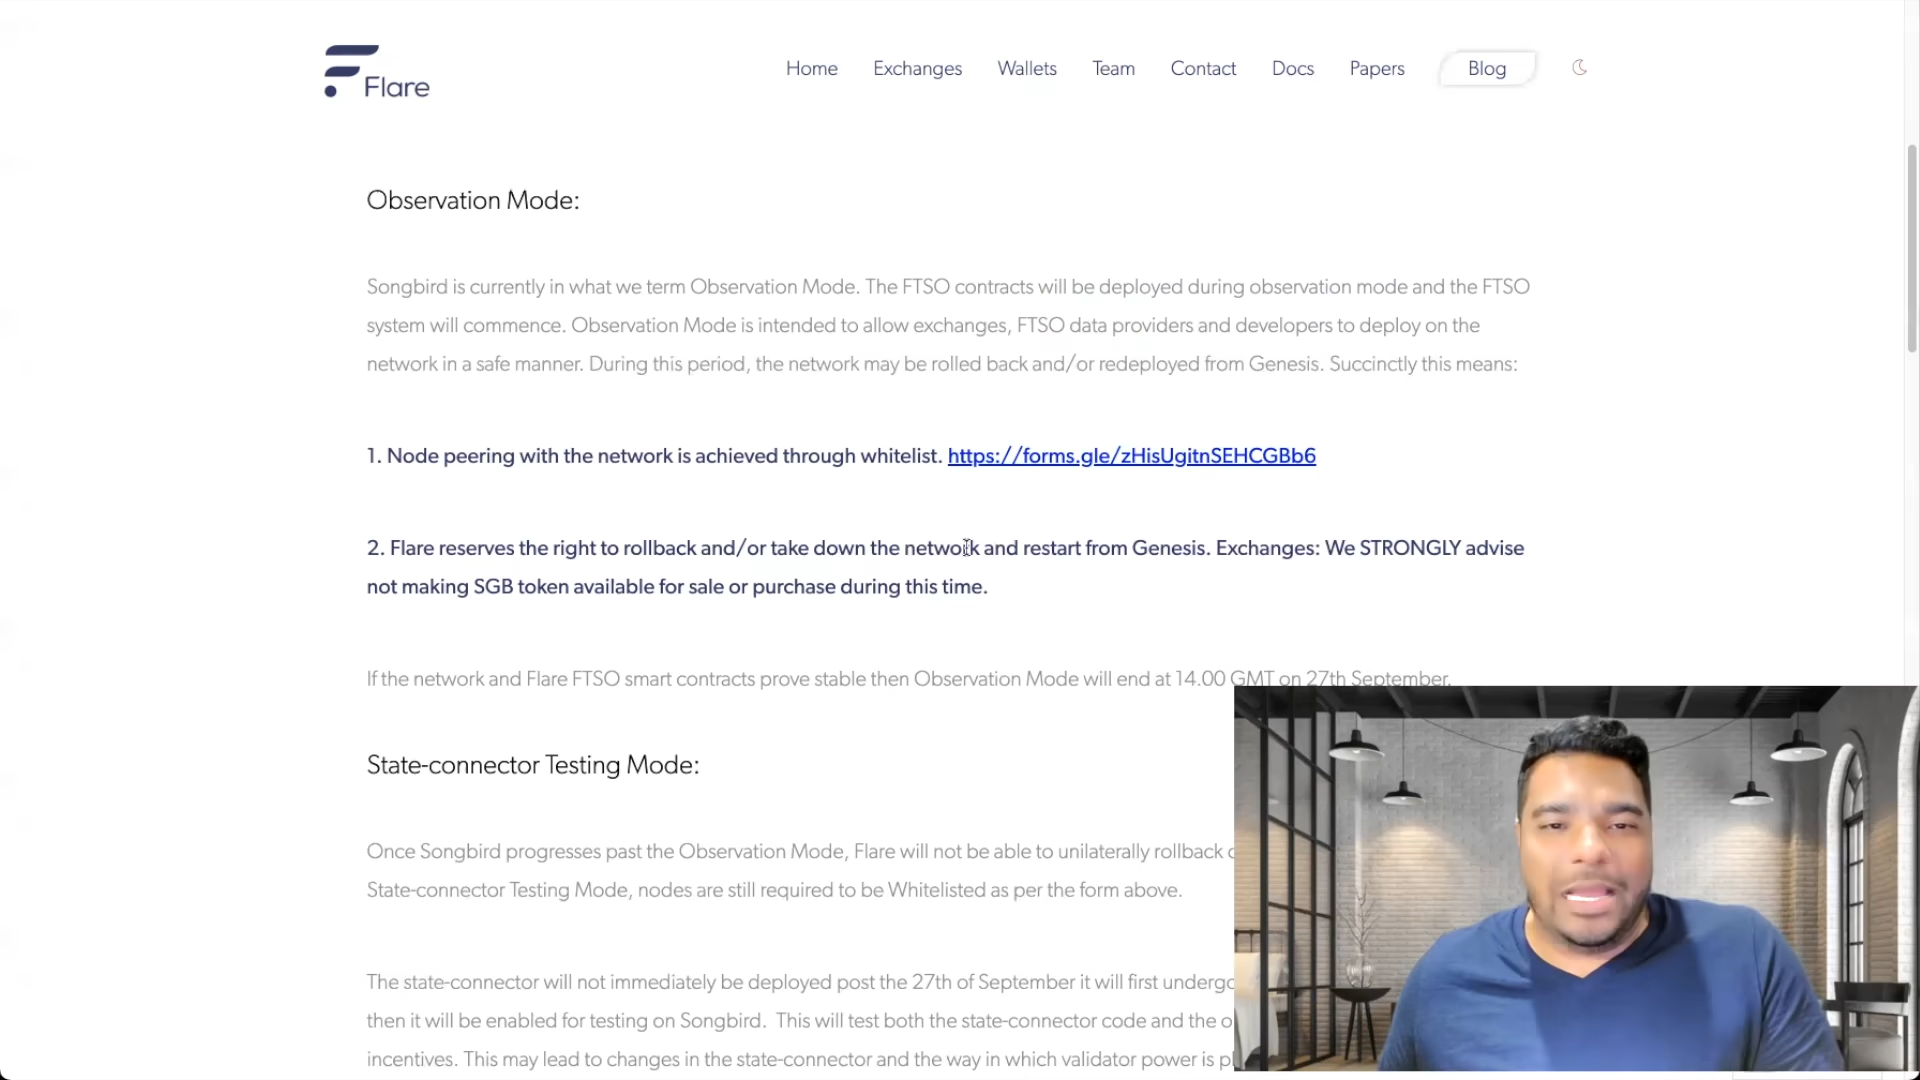 Flare
Home Exchanges Wallets Team Contact Docs Papers Blog
Observation Mode:
Songbird is currently in what we term Observation Mode. The FTSO contracts will be deployed during observation mode and the FTSO
system will commence. Observation Mode is intended to allow exchanges, FTSO data providers and developers to deploy on the
network in a safe manner. During this period, the network may be rolled back and/or redeployed from Genesis. Succinctly this means:
1. Node peering with the network is achieved through whitelist. https://forms.gle/zHisUgitnSEHCGBb6
2. Flare reserves the right to rollback and/or take down the network and restart from Genesis. Exchanges: We STRONGLY advise
not making SGB token available for sale or purchase during this time.
If the network and Flare FTSO smart contracts prove stable then Observation Mode will end at 14.00 GMT on 27th September.
State-connector Testing Mode:
Once Songbird progresses past the Observation Mode, Flare will not be able to unilaterally rollback
State-connector Testing Mode, nodes are still required to be Whitelisted as per the form above.
The state-connector will not immediately be deployed post the 27th of September it will first
then it will be enabled for testing on Songbird. This will test both the state-connector code and the
incentives. This may lead to changes in the state-connector and the way in which validator power is